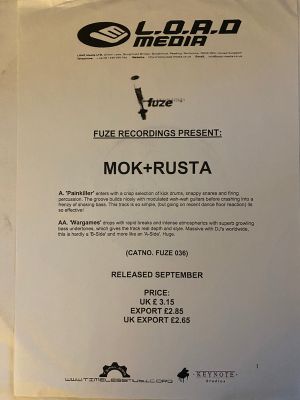 L.O.A.D
MEDIA
fuze
FUZE RECORDINGS PRESENT:
MOK+RUSTA
A. 'Painkiller' enters with a crisp selection of kick drums, snappy snares and firing
percussion. The groove builds nicely with modulated wah-wah guitars before crashing into a
frenzy of shaking bass. This track is so simple, but going on recent dance floor reaction) its
so effective!
AA. 'Wargames' drops with rapid breaks and intense atmospherics with superb growling
bass undertones, which gives the track real depth and style. Massive with DJ's worldwide,
this is hardly a 'B-Side' and more like an 'A-Side'. Huge.
(CATNO. FUZE 036)
RELEASED SEPTEMBER
PRICE:
UK £ 3.15
EXPORT £2.85
UK EXPORT £2.65
1
KEYNOTE
Studios